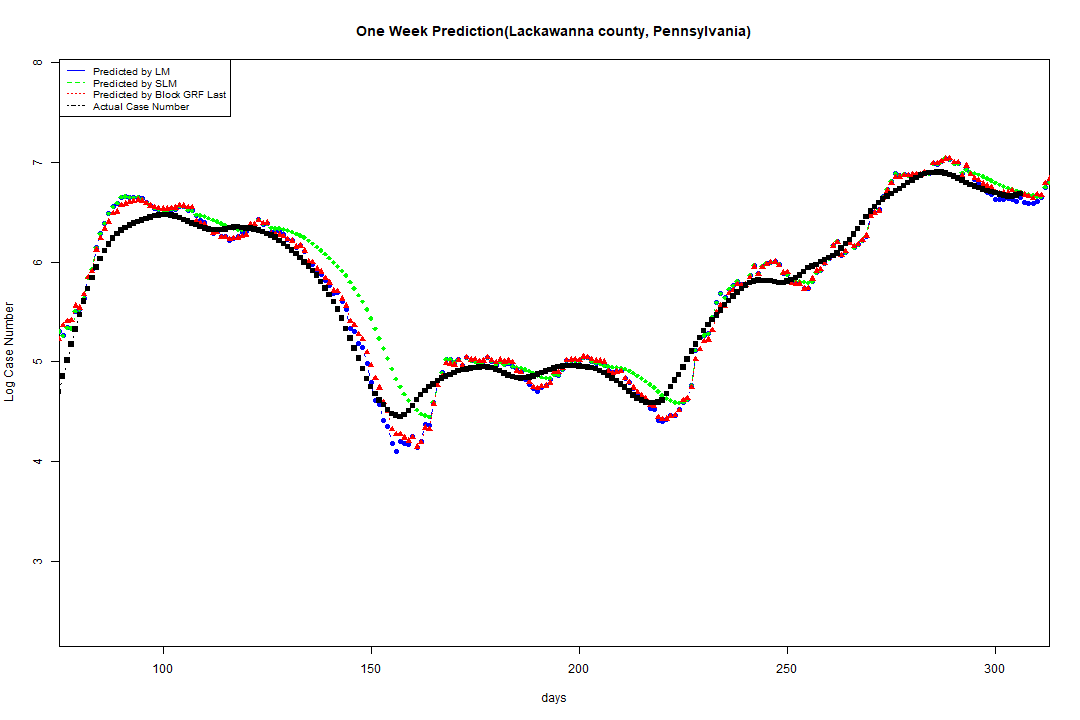 One Week Prediction(Lackawanna county, Pennsylvania)
Predicted by LM
Predicted by SLM
Predicted by Block GRF Last
Actual Case Number
8
7
6
5
4
3
Log Case Number
100 150 200 250 300
days